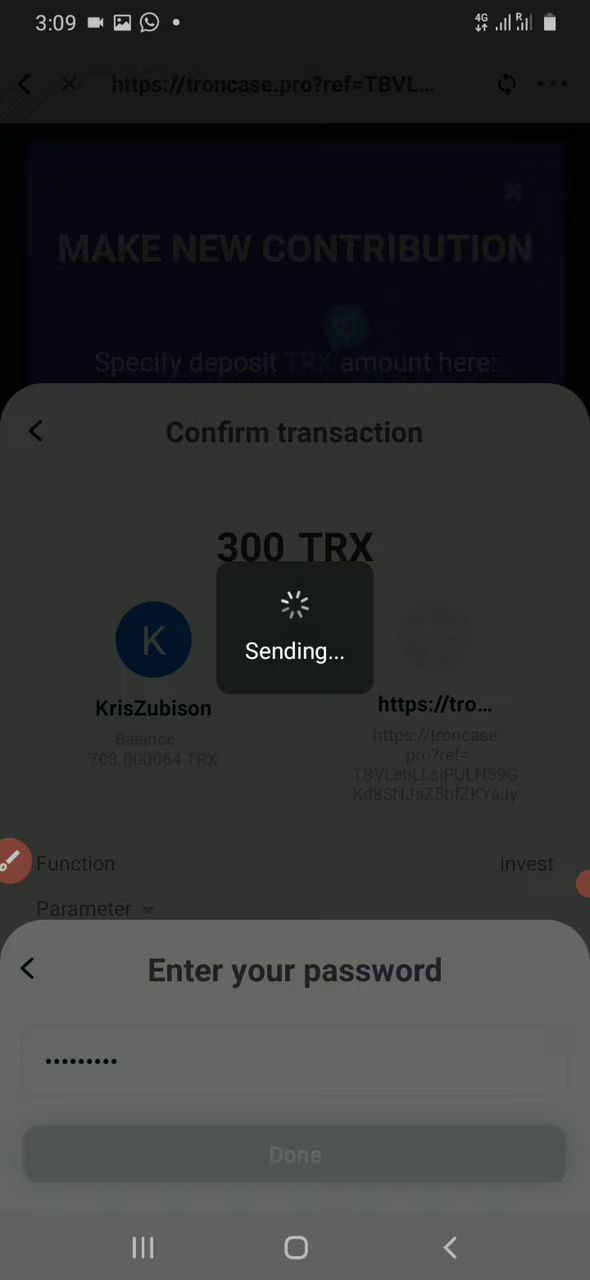 3:09
4G
R
https://troncase.pro?ref=TBVL...
MAKE NEW CONTRIBUTION
Specify deposit TRX amount here:
Confirm transaction
300 TRX
Sending...
K
KrisZubison
https://tro...
Balance
703.000064 TRX
https://troncase
pro?ref=
TBVLebLLsiPULH59G
Kd8SNJaZ5bfZKYaJy
Function
invest
Parameter
Enter your password
Done